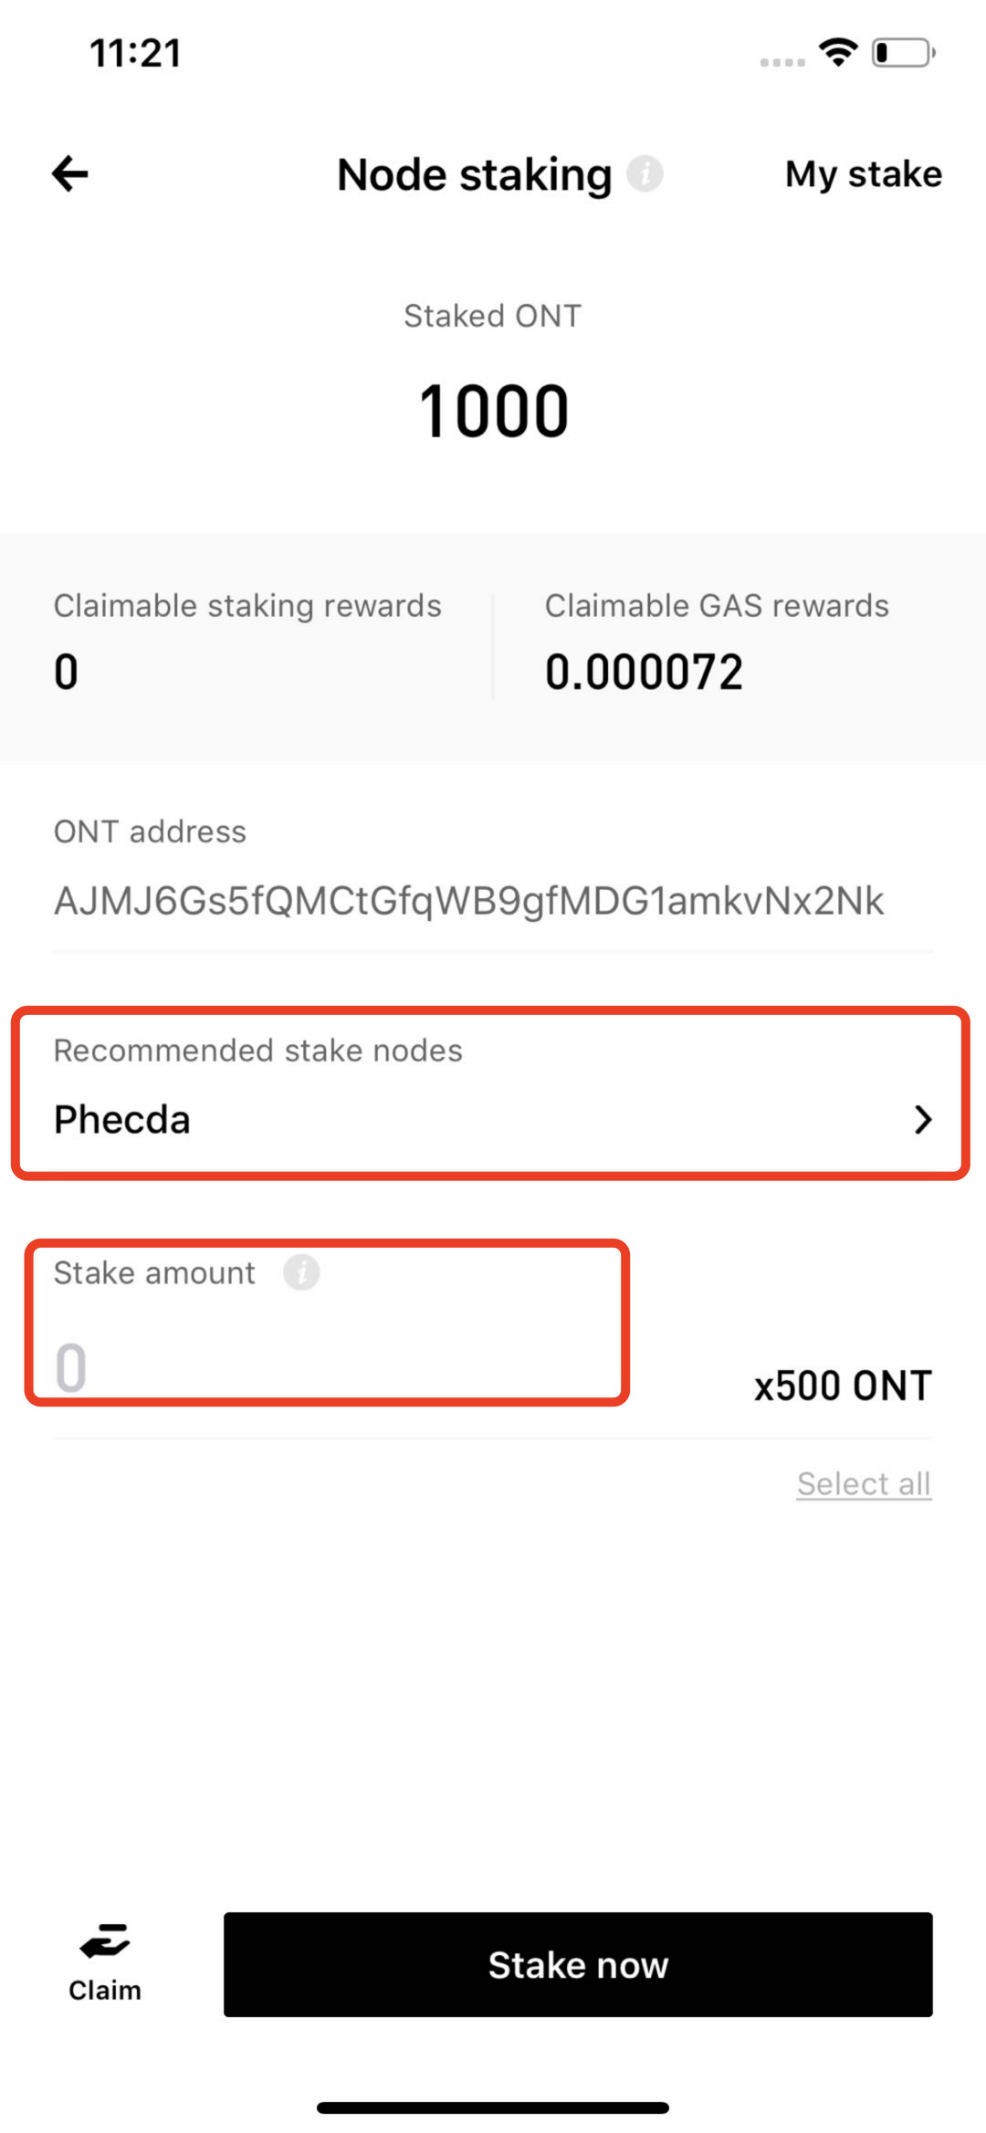 11:21
Node staking
My stake
Staked ONT
1000
Claimable staking rewards
Claimable GAS rewards
0
0.000072
ONT address
AJMJ6Gs5fQMCtGfqWB9gfMDG1amkvNx2Nk
Recommended stake nodes
Phecda
Stake amount
0
x500 ONT
Select all
Claim
Stake now